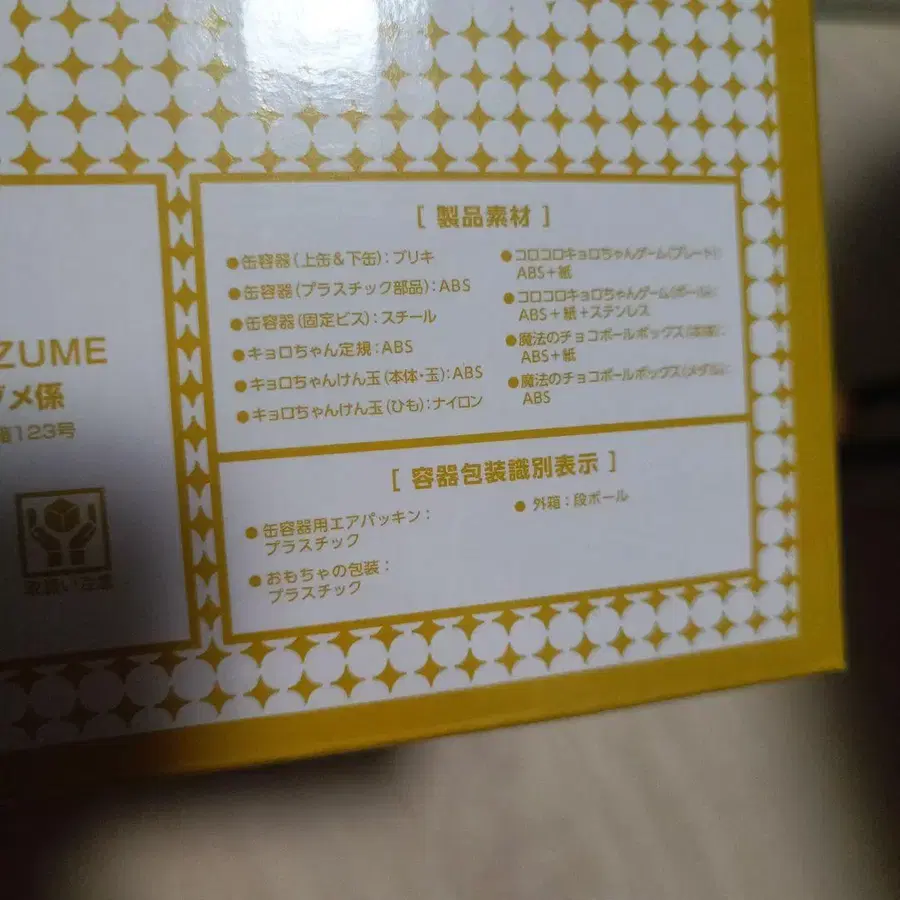 ZUME
ヅメ係
箱123号
取扱い注意
[ 製品素材 ]
●缶容器(上缶&下缶):ブリキ
●缶容器(プラスチック部品):ABS
●缶容器(固定ビス):スチール
●キョロちゃん定規:ABS
●キョロちゃんけん玉(本体・玉):ABS
●キョロちゃんけん玉(ひも):ナイロン
●コロコロキョロちゃんゲーム(プレート):
ABS+紙
●コロコロキョロちゃんゲーム(ボール):
ABS+紙+ステンレス
●魔法のチョコボールボックス(本体):
ABS+紙
●魔法のチョコボールボックス(メダル):
ABS
[ 容器包装識別表示 ]
●缶容器用エアパッキン:
プラスチック
●おもちゃの包装:
プラスチック
●外箱:段ボール